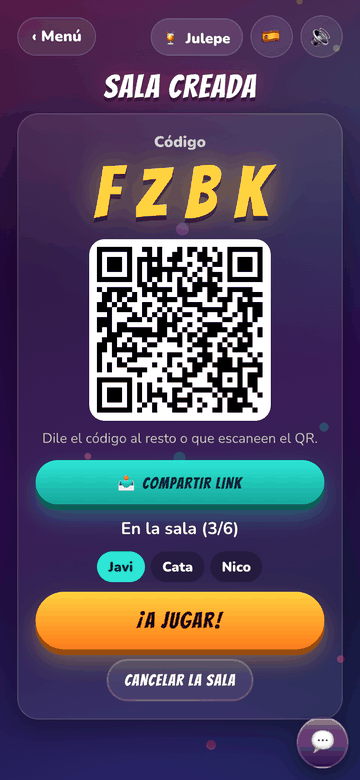 ‹ Menú
Julepe
SALA CREADA
Código
FZBK
Dile el código al resto o que escaneen el QR.
COMPARTIR LINK
En la sala (3/6)
Javi
Cata
Nico
¡A JUGAR!
CANCELAR LA SALA